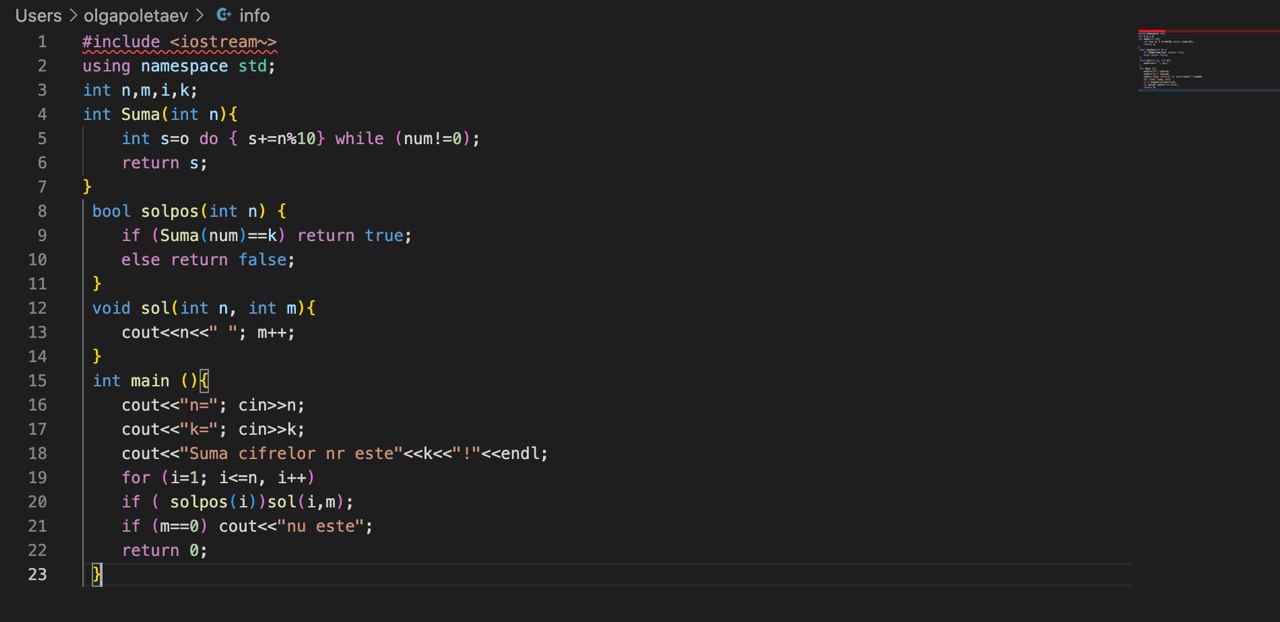 Users > olgapoletaev > info
1 #include <iostream~>
2 using namespace std;
3 int n,m,i,k;
4 int Suma(int n){
5 int s=o do { s+=n%10} while (num!=0);
6 return s;
7 }
8 bool solpos(int n) {
9 if (Suma(num)==k) return true;
10 else return false;
11 }
12 void sol(int n, int m){
13 cout<<n<<" "; m++;
14 }
15 int main (){
16 cout<<"n="; cin>>n;
17 cout<<"k="; cin>>k;
18 cout<<"Suma cifrelor nr este"<<k<<"!"<<endl;
19 for (i=1; i<=n, i++)
20 if ( solpos(i))sol(i,m);
21 if (m==0) cout<<"nu este";
22 return 0;
23 }